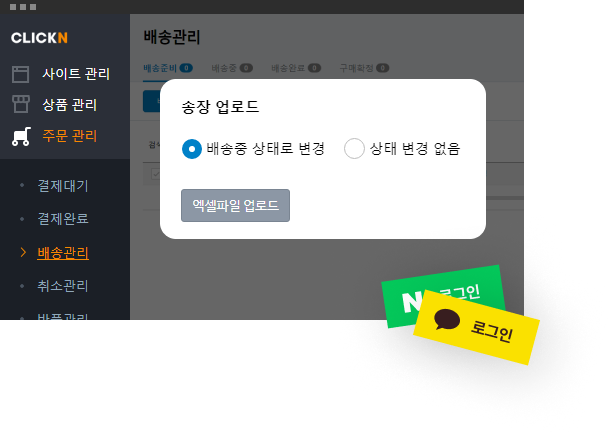 CLICKN
사이트 관리
상품 관리
주문 관리
결제대기
결제완료
배송관리
취소관리
반품관리
배송관리
배송준비 0 배송중 0 배송완료 0 구매확정 0
송장 업로드
배송중 상태로 변경 상태 변경 없음
엑셀파일 업로드
N 로그인
로그인